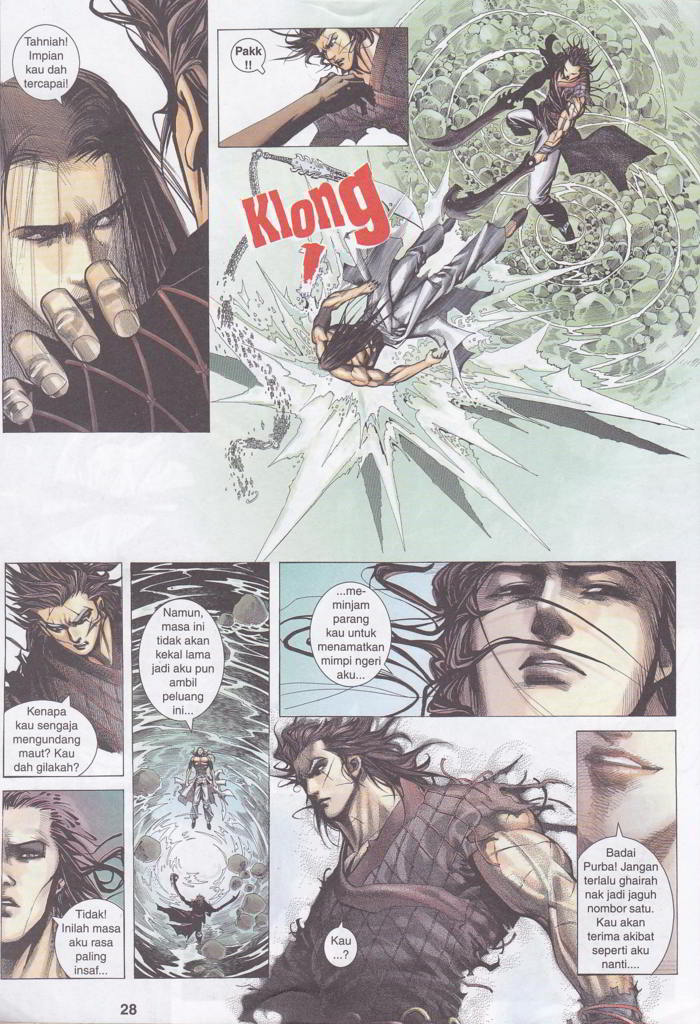 Tahniah!
Impian
kau dah
tercapai!
Pakk
!!
Klong
!
Kenapa
kau sengaja
mengundang
maut? Kau
dah gilakah?
Tidak!
Inilah masa
aku rasa
paling
insaf...
Namun,
masa ini
tidak akan
kekal lama
jadi aku pun
ambil
peluang
ini...
...me-
minjam
parang
kau untuk
menamatkan
mimpi ngeri
aku...
Kau
...?
Badai
Purba! Jangan
terlalu ghairah
nak jadi jaguh
nombor satu.
Kau akan
terima akibat
seperti aku
nanti....
28